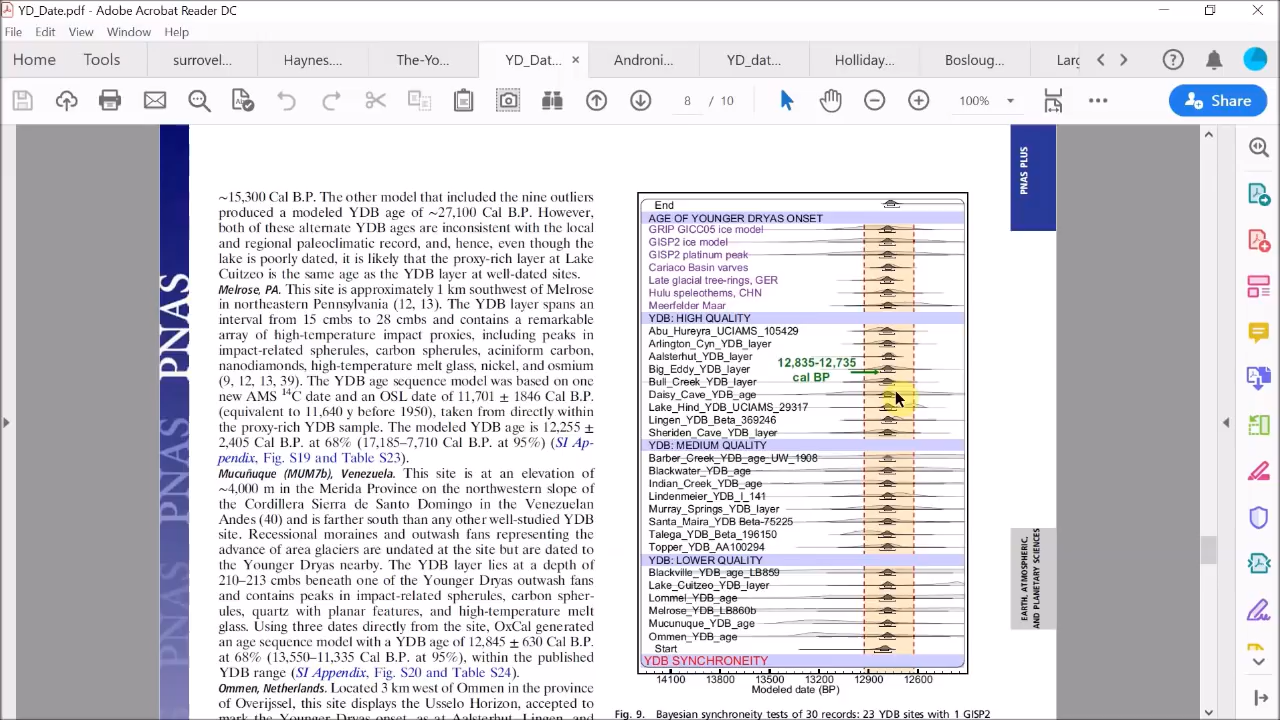 YD_Date.pdf - Adobe Acrobat Reader DC
File Edit View Window Help
Home Tools surrovel... Haynes.... The-Yo... YD_Dat... × Androni... YD_dat... Holliday... Bosloug... Larg
8 / 10 100% Share
~15,300 Cal B.P. The other model that included the nine outliers
produced a modeled YDB age of ~27,100 Cal B.P. However,
both of these alternate YDB ages are inconsistent with the local
and regional paleoclimatic record, and, hence, even though the
lake is poorly dated, it is likely that the proxy-rich layer at Lake
Cuitzeo is the same age as the YDB layer at well-dated sites.
Melrose, PA. This site is approximately 1 km southwest of Melrose
in northeastern Pennsylvania (12, 13). The YDB layer spans an
interval from 15 cmbs to 28 cmbs and contains a remarkable
array of high-temperature impact proxies, including peaks in
impact-related spherules, carbon spherules, aciniform carbon,
nanodiamonds, high-temperature melt glass, nickel, and osmium
(9, 12, 13, 39). The YDB age sequence model was based on one
new AMS 14C date and an OSL date of 11,701 ± 1846 Cal B.P.
(equivalent to 11,640 y before 1950), taken from directly within
the proxy-rich YDB sample. The modeled YDB age is 12,255 ±
2,405 Cal B.P. at 68% (17,185–7,710 Cal B.P. at 95%) (SI Ap-
pendix, Fig. S19 and Table S23).
Mucuñuque (MUM7b), Venezuela. This site is at an elevation of
~4,000 m in the Merida Province on the northwestern slope of
the Cordillera Sierra de Santo Domingo in the Venezuelan
Andes (40) and is farther south than any other well-studied YDB
site. Recessional moraines and outwash fans representing the
advance of area glaciers are undated at the site but are dated to
the Younger Dryas nearby. The YDB layer lies at a depth of
210–213 cmbs beneath one of the Younger Dryas outwash fans
and contains peaks in impact-related spherules, carbon spher-
ules, quartz with planar features, and high-temperature melt
glass. Using three dates directly from the site, OxCal generated
an age sequence model with a YDB age of 12,845 ± 630 Cal B.P.
at 68% (13,550–11,335 Cal B.P. at 95%), within the published
YDB range (SI Appendix, Fig. S20 and Table S24).
Ommen, Netherlands. Located 3 km west of Ommen in the province
of Overijssel, this site displays the Usselo Horizon, accepted to
mark the Younger Dryas onset, as at Aalsterhut, Lingen, and
End
AGE OF YOUNGER DRYAS ONSET
GRIP GICC05 ice model
GISP2 ice model
GISP2 platinum peak
Cariaco Basin varves
Late glacial tree-rings, GER
Hulu speleothems, CHN
Meerfelder Maar
YDB: HIGH QUALITY
Abu_Hureyra_UCIAMS_105429
Arlington_Cyn_YDB_layer
Aalsterhut_YDB_layer
Big_Eddy_YDB_layer
Bull_Creek_YDB_layer
Daisy_Cave_YDB_age
Lake_Hind_YDB_UCIAMS_29317
Lingen_YDB_Beta_369246
Sheriden_Cave_YDB_layer
12,835-12,735
cal BP
YDB: MEDIUM QUALITY
Barber_Creek_YDB_age_UW_1908
Blackwater_YDB_age
Indian_Creek_YDB_age
Lindenmeier_YDB_I_141
Murray_Springs_YDB_layer
Santa_Maira_YDB Beta-75225
Talega_YDB_Beta_196150
Topper_YDB_AA100294
YDB: LOWER QUALITY
Blackville_YDB_age_LB859
Lake_Cuitzeo_YDB_layer
Lommel_YDB_age
Melrose_YDB_LB860b
Mucunuque_YDB_age
Ommen_YDB_age
Start
YDB SYNCHRONEITY
14100 13800 13500 13200 12900 12600
Modeled date (BP)
Fig. 9. Bayesian synchroneity tests of 30 records: 23 YDB sites with 1 GISP2
PNAS PLUS
EARTH, ATMOSPHERIC,
AND PLANETARY SCIENCES
PNAS PNAS PNAS